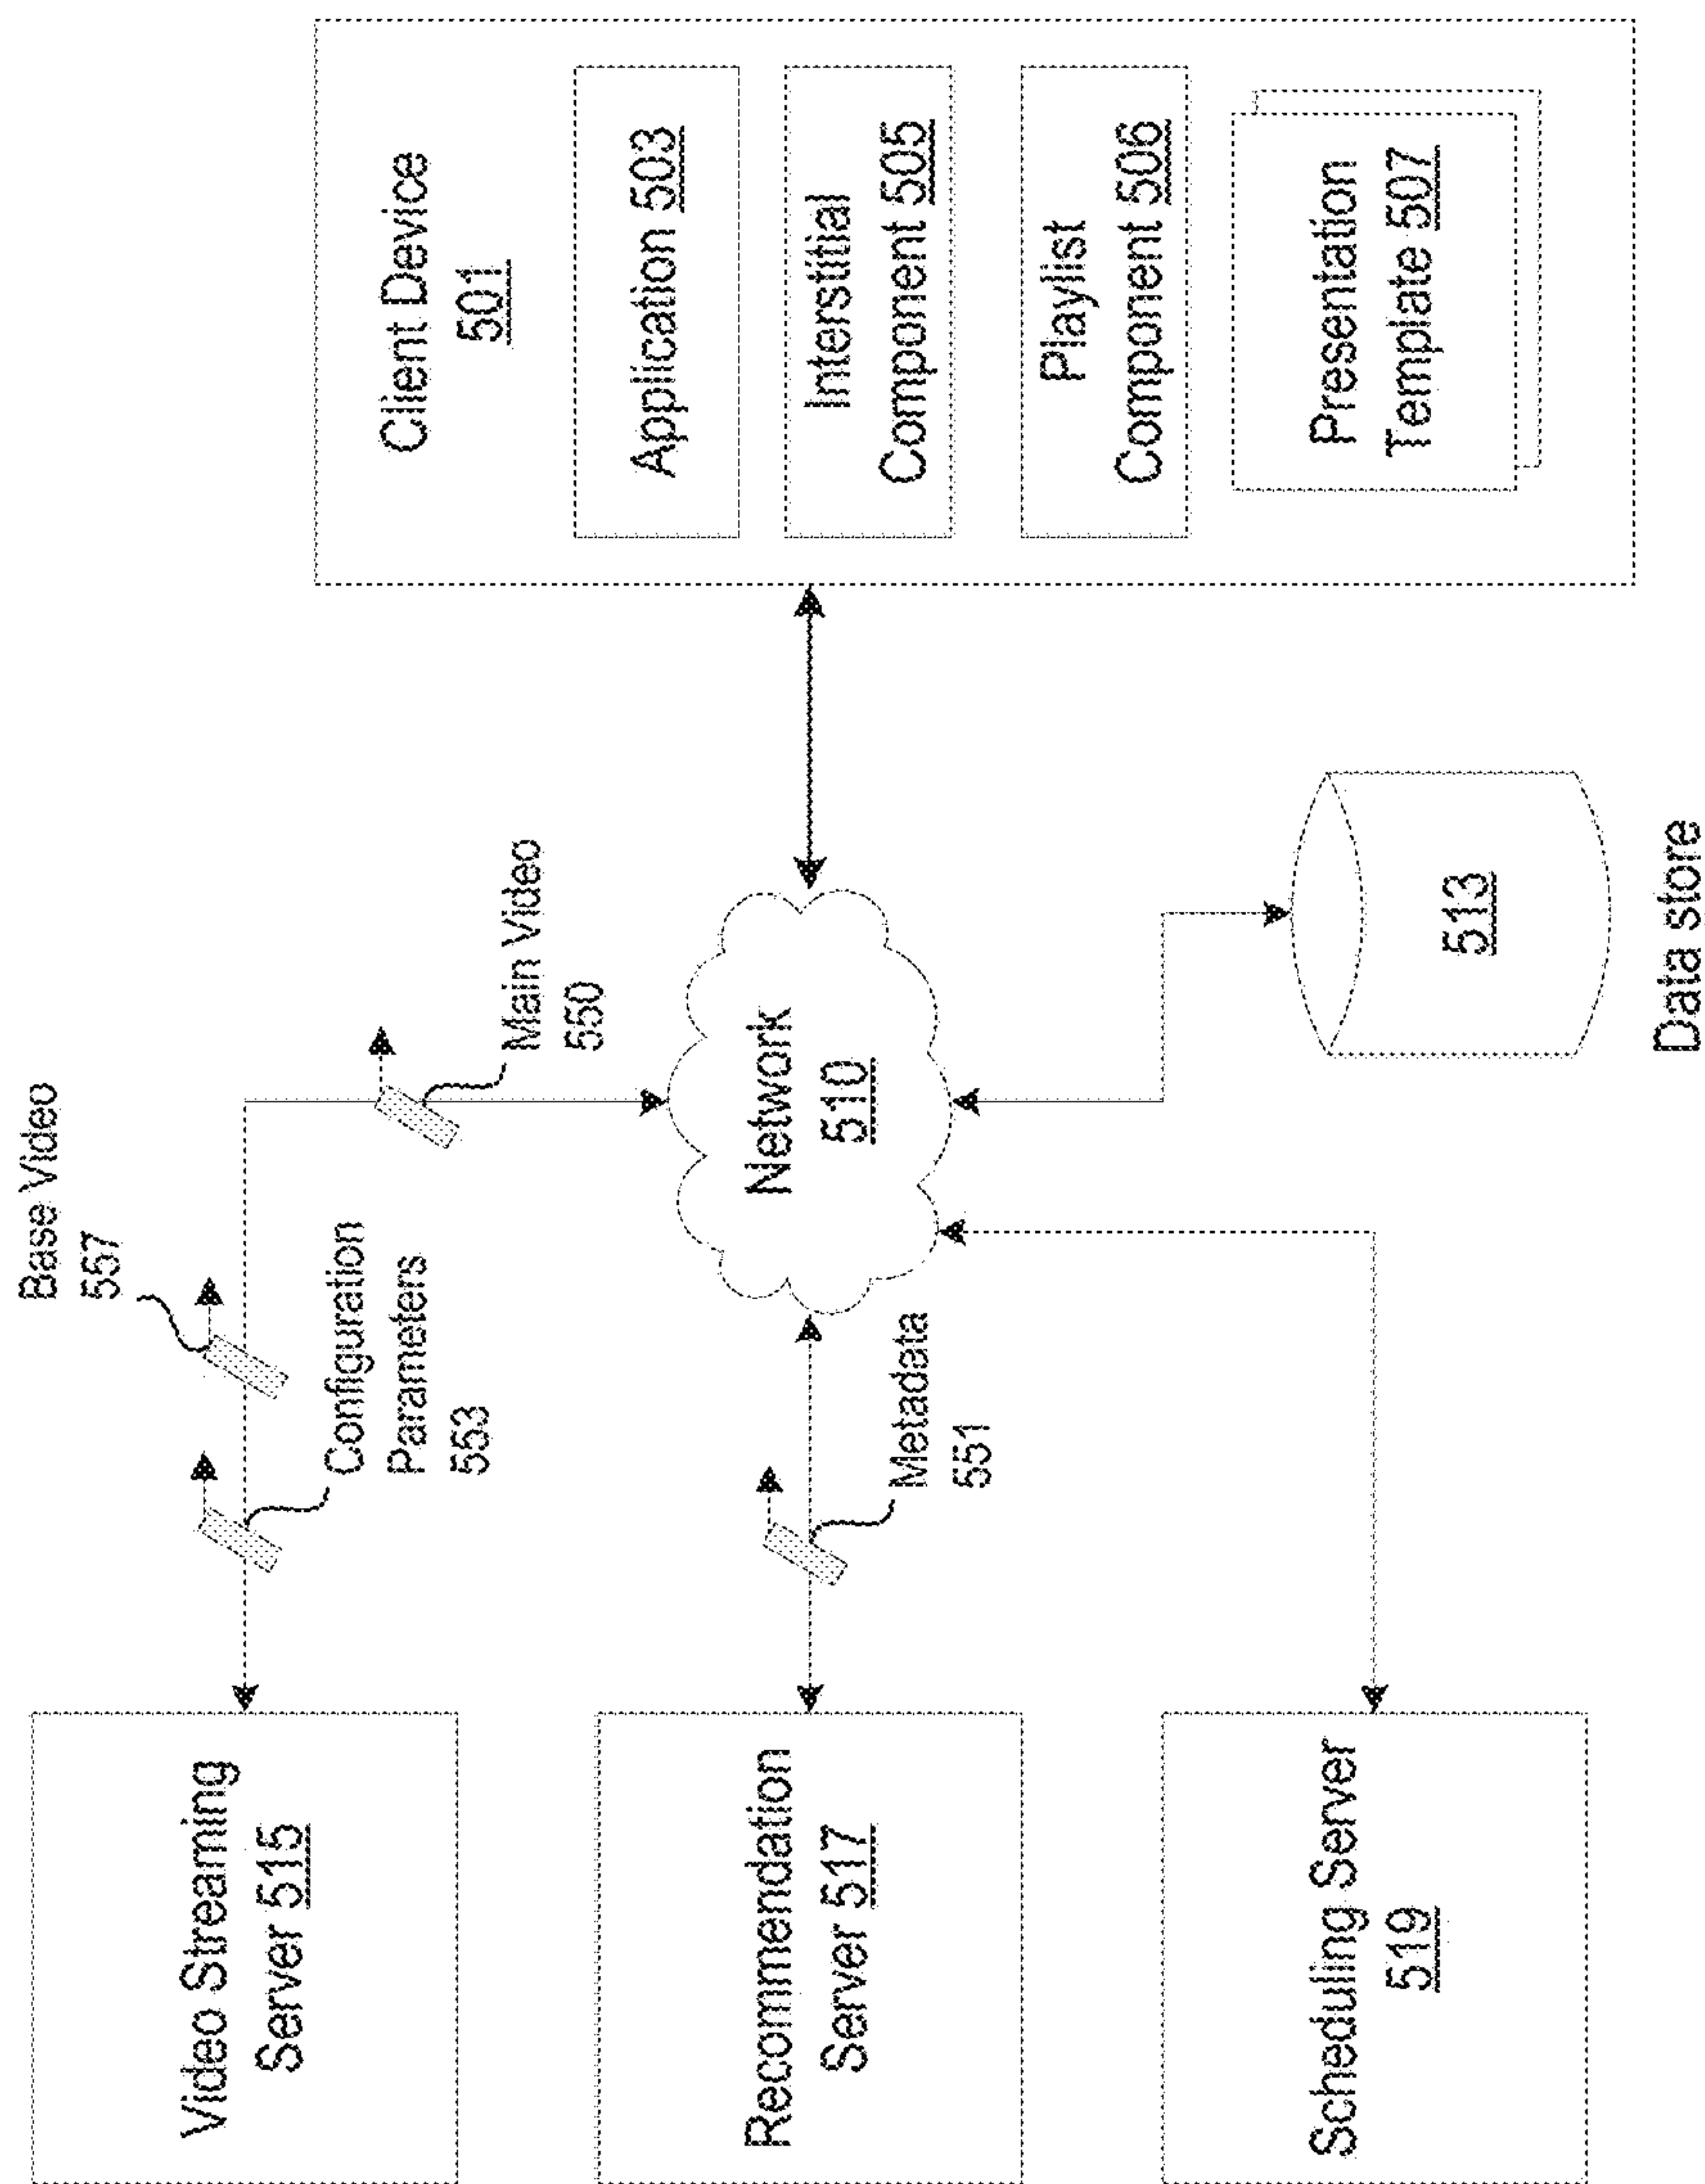 Video Streaming
Server 515
Recommendation
Server 517
Scheduling Server
519
Base Video
557
Configuration
Parameters
553
Main Video
550
Metadata
551
Network
510
513
Data store
Client Device
501
Application 503
Interstitial
Component 505
Playlist
Component 506
Presentation
Template 507